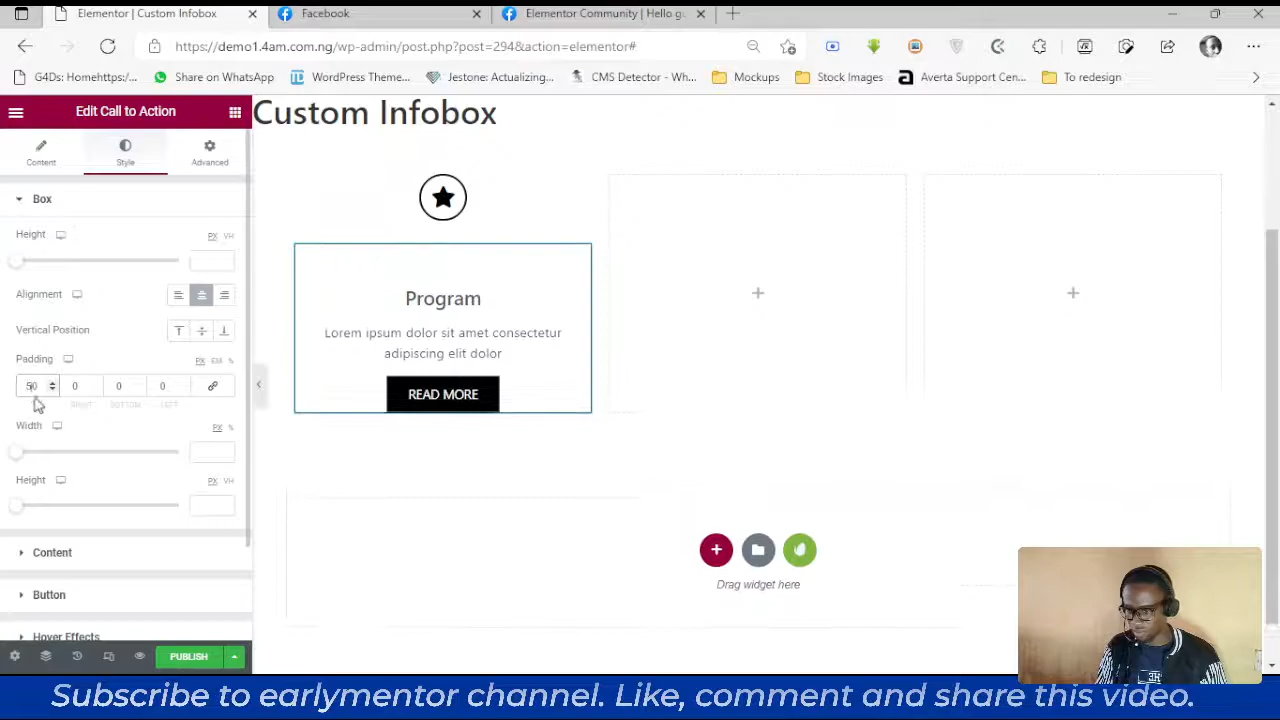 Elementor | Custom Infobox
Facebook
Elementor Community | Hello gu
https://demo1.4am.com.ng/wp-admin/post.php?post=294&action=elementor#
G4Ds: Homehttps:/...
Share on WhatsApp
WordPress Theme...
Jestone: Actualizing...
CMS Detector - Wh...
Mockups
Stock Images
Averta Support Cen...
To redesign
Edit Call to Action
Custom Infobox
Content
Style
Advanced
Box
Height
PX VH
Alignment
Vertical Position
Padding
PX EM %
50 0 0 0
RIGHT BOTTOM LEFT
Width
PX %
Height
PX VH
Content
Button
Hover Effects
PUBLISH
Program
Lorem ipsum dolor sit amet consectetur
adipiscing elit dolor
READ MORE
Drag widget here
Subscribe to earlymentor channel. Like, comment and share this video.